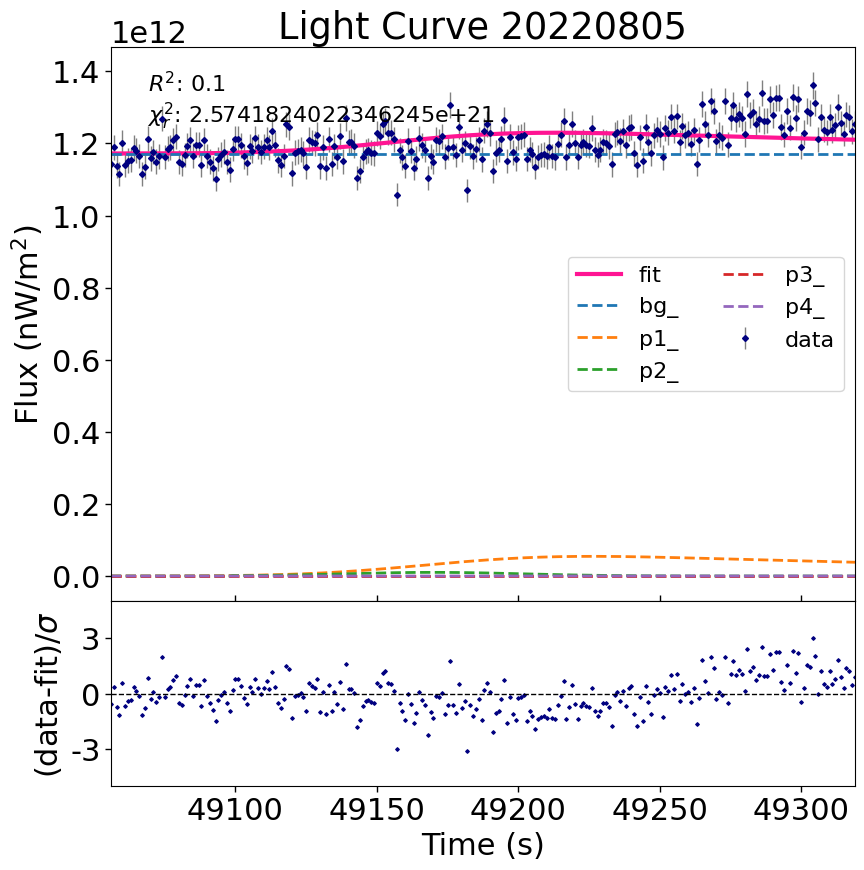 Light Curve 20220805
1e12
R²: 0.1
χ²ᵣ: 2.5741824022346245e+21
1.4
1.2
1.0
0.8
0.6
0.4
0.2
0.0
Flux (nW/m²)
fit
bg_
p1_
p2_
p3_
p4_
data
3
0
-3
(data-fit)/σ
49100 49150 49200 49250 49300
Time (s)